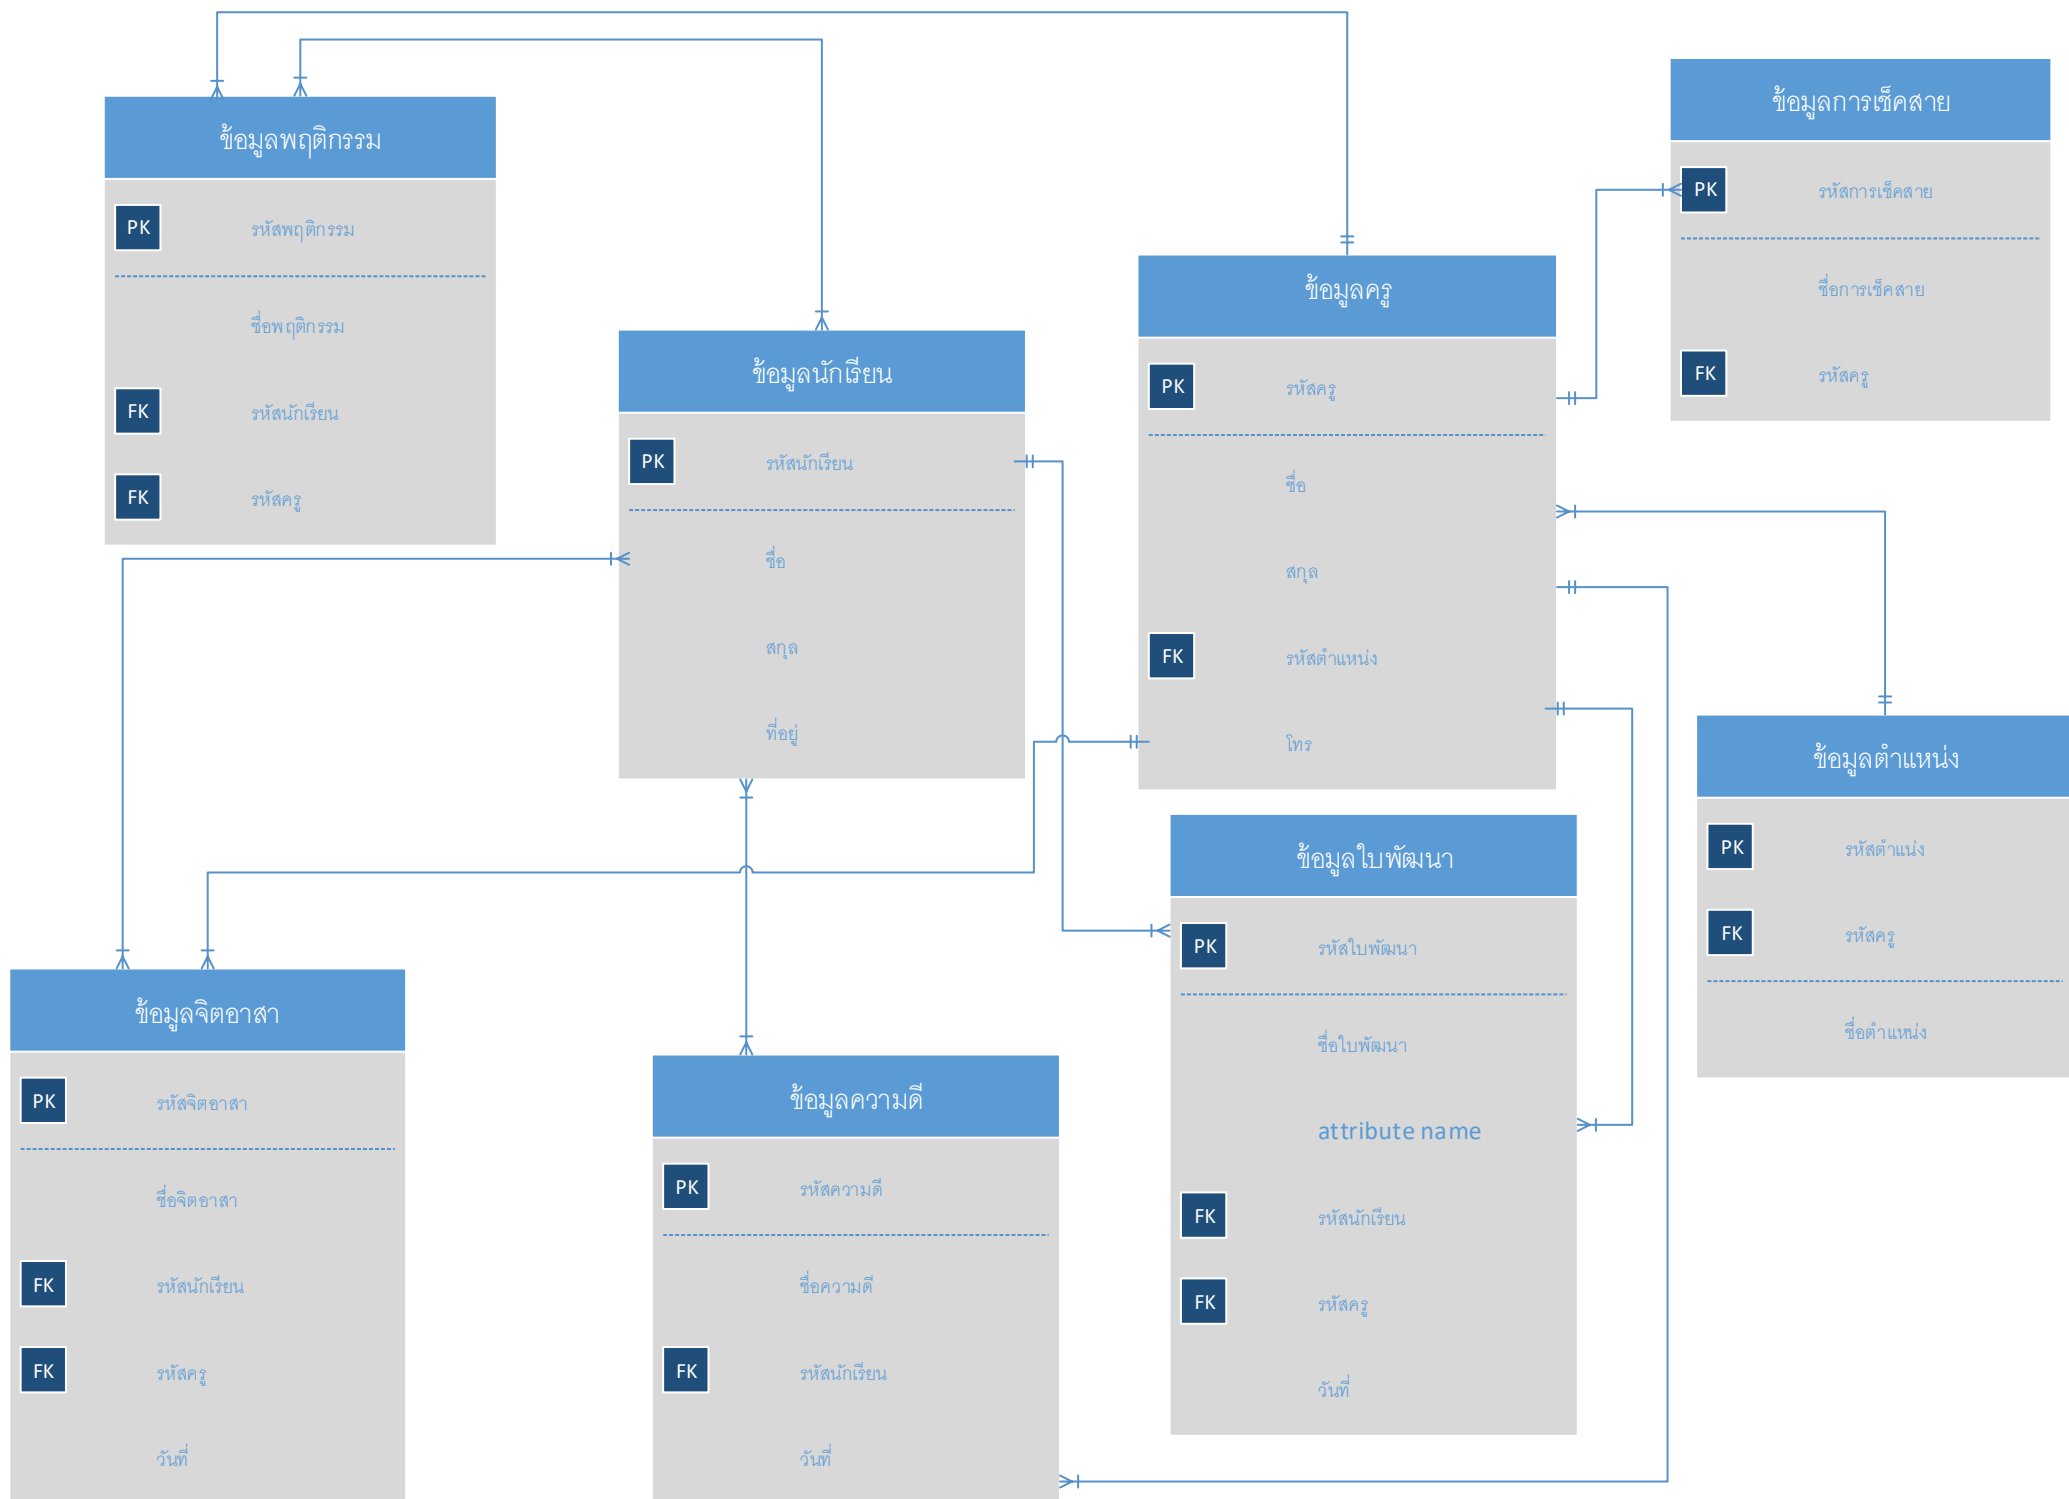 ข้อมูลพฤติกรรม
PK รหัสพฤติกรรม
ชื่อพฤติกรรม
FK รหัสนักเรียน
FK รหัสครู
ข้อมูลนักเรียน
PK รหัสนักเรียน
ชื่อ
สกุล
ที่อยู่
ข้อมูลครู
PK รหัสครู
ชื่อ
สกุล
FK รหัสตำแหน่ง
โทร
ข้อมูลการเช็คสาย
PK รหัสการเช็คสาย
ชื่อการเช็คสาย
FK รหัสครู
ข้อมูลตำแหน่ง
PK รหัสตำแน่ง
FK รหัสครู
ชื่อตำแหน่ง
ข้อมูลใบพัฒนา
PK รหัสใบพัฒนา
ชื่อใบพัฒนา
attribute name
FK รหัสนักเรียน
FK รหัสครู
วันที่
ข้อมูลจิตอาสา
PK รหัสจิตอาสา
ชื่อจิตอาสา
FK รหัสนักเรียน
FK รหัสครู
วันที่
ข้อมูลความดี
PK รหัสความดี
ชื่อความดี
FK รหัสนักเรียน
วันที่